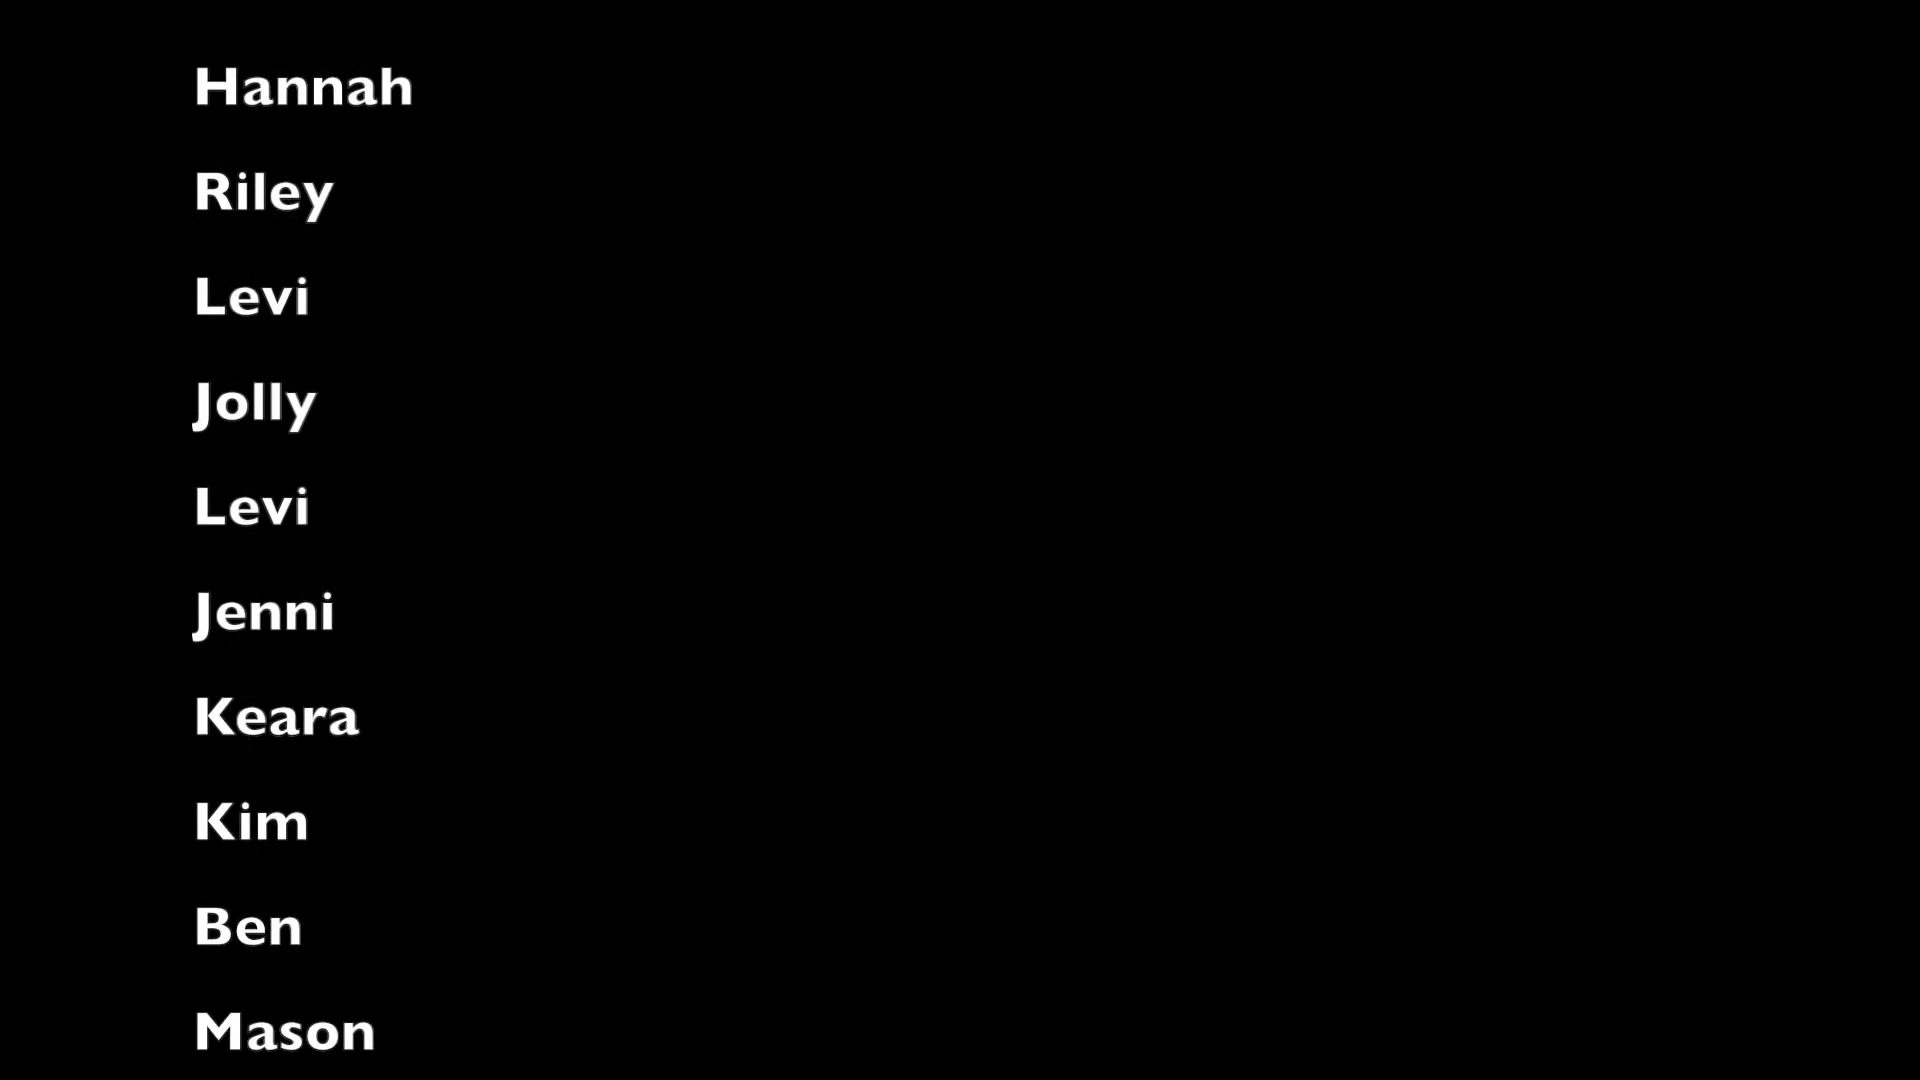 Hannah
Riley
Levi
Jolly
Levi
Jenni
Keara
Kim
Ben
Mason